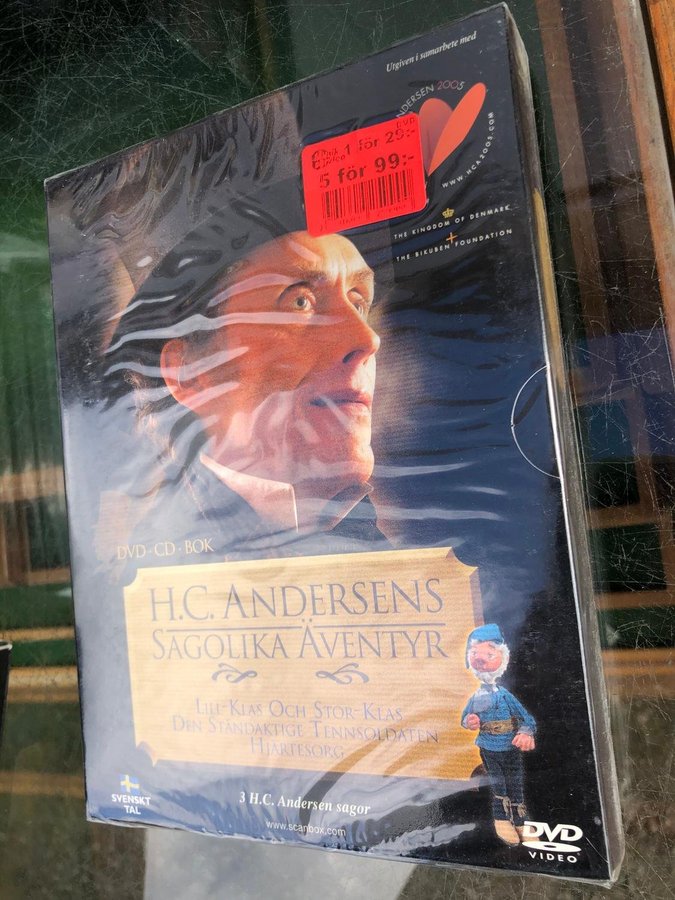 Utgiven i samarbete med
ANDERSEN 2005
WWW.HCA2005.COM
DVD
1 för 29:-
5 för 99:-
THE KINGDOM OF DENMARK
+
THE BIKUBEN FOUNDATION
DVD · CD · BOK
H.C. ANDERSENS
SAGOLIKA ÄVENTYR
LILL-KLAS OCH STOR-KLAS
DEN STÅNDAKTIGE TENNSOLDATEN
HJÄRTESORG
SVENSKT
TAL
3 H.C. Andersen sagor
www.scanbox.com
DVD
VIDEO